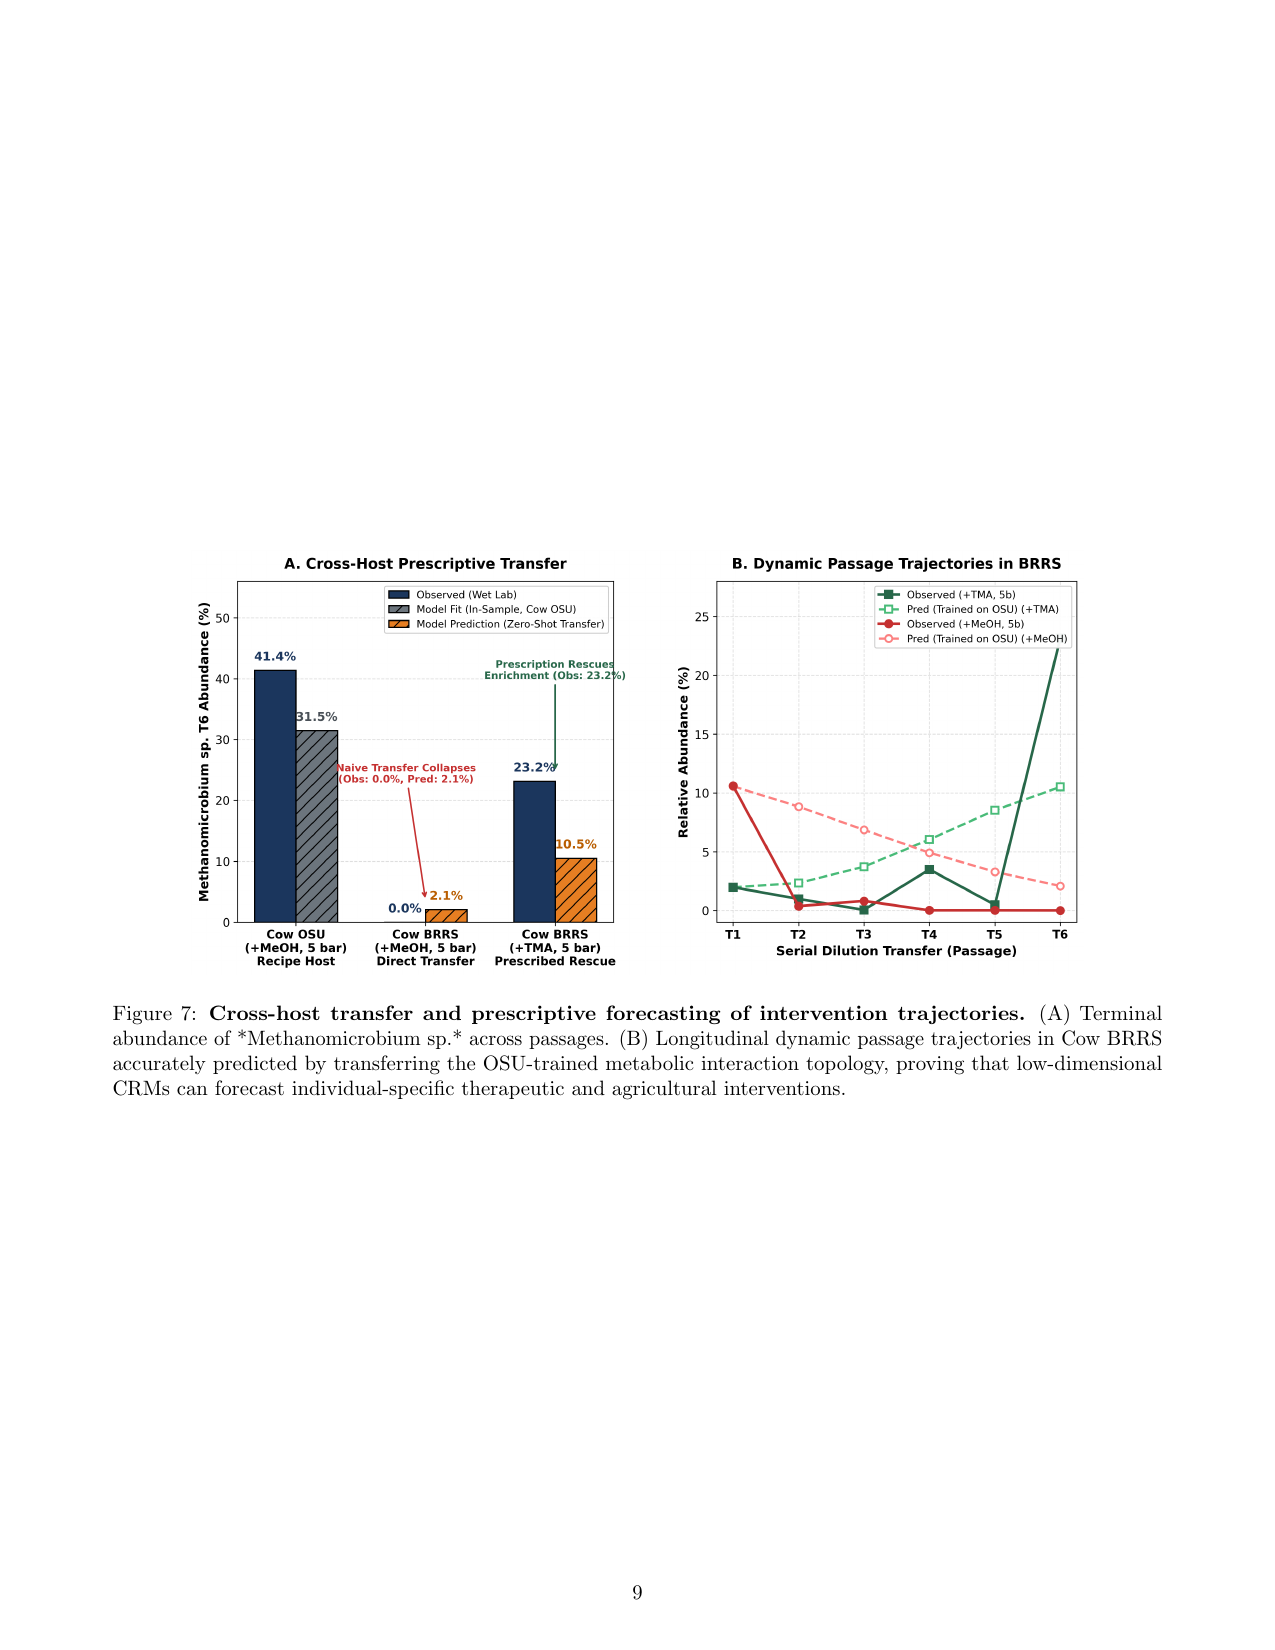 A. Cross-Host Prescriptive Transfer
Methanomicrobium sp. T6 Abundance (%)
50
40
30
20
10
0
Observed (Wet Lab)
Model Fit (In-Sample, Cow OSU)
Model Prediction (Zero-Shot Transfer)
41.4%
31.5%
Naive Transfer Collapses
(Obs: 0.0%, Pred: 2.1%)
0.0%
2.1%
Prescription Rescues
Enrichment (Obs: 23.2%)
23.2%
10.5%
Cow OSU
(+MeOH, 5 bar)
Recipe Host
Cow BRRS
(+MeOH, 5 bar)
Direct Transfer
Cow BRRS
(+TMA, 5 bar)
Prescribed Rescue
B. Dynamic Passage Trajectories in BRRS
Relative Abundance (%)
25
20
15
10
5
0
Observed (+TMA, 5b)
Pred (Trained on OSU) (+TMA)
Observed (+MeOH, 5b)
Pred (Trained on OSU) (+MeOH)
T1 T2 T3 T4 T5 T6
Serial Dilution Transfer (Passage)
Figure 7: Cross-host transfer and prescriptive forecasting of intervention trajectories. (A) Terminal
abundance of *Methanomicrobium sp.* across passages. (B) Longitudinal dynamic passage trajectories in Cow BRRS
accurately predicted by transferring the OSU-trained metabolic interaction topology, proving that low-dimensional
CRMs can forecast individual-specific therapeutic and agricultural interventions.
9